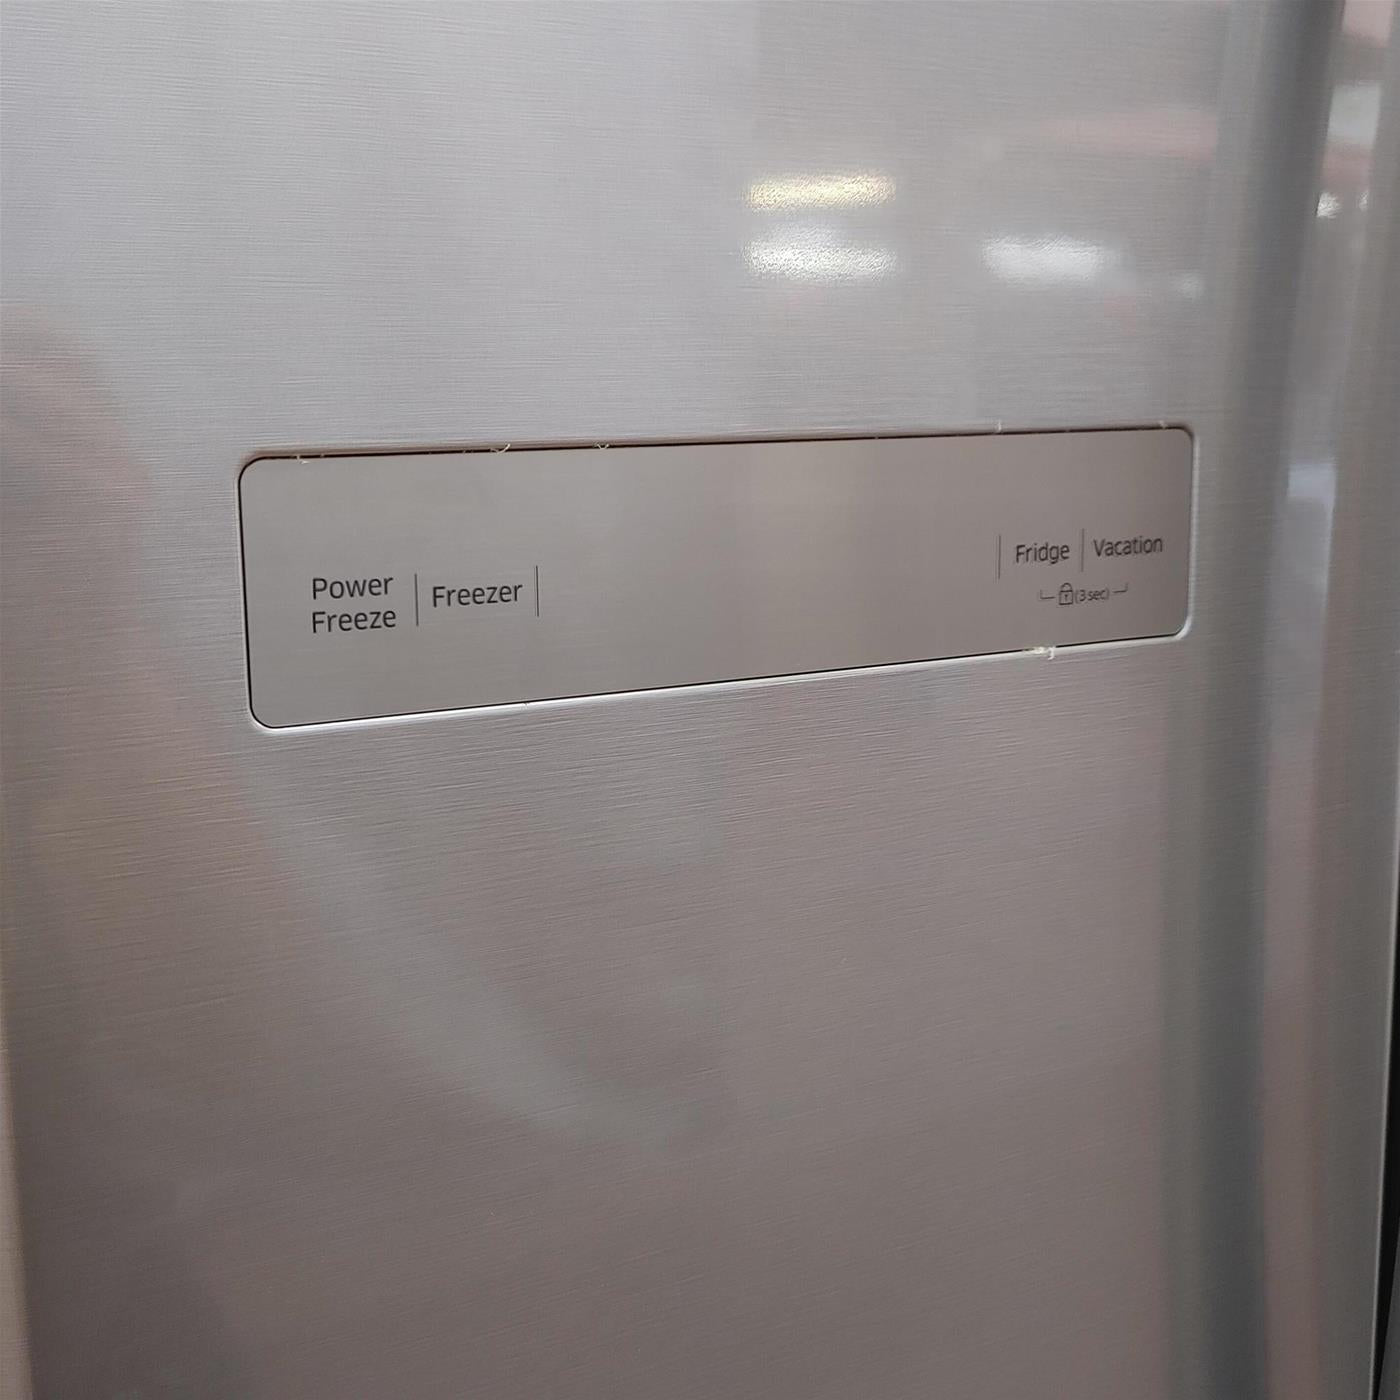 Power
Freeze
Freezer
Fridge
Vacation
(3 sec)